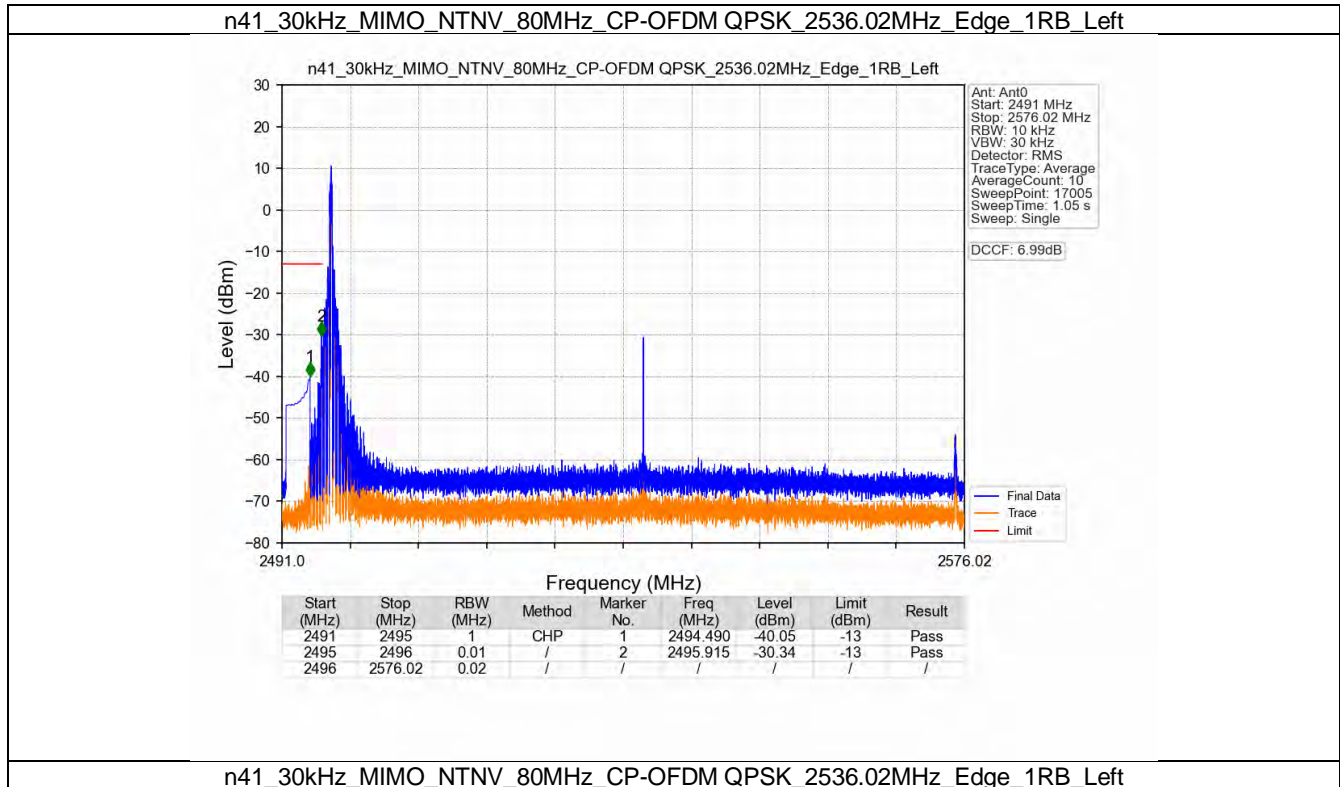 n41_30kHz_MIMO_NTNV_80MHz_CP-OFDM QPSK_2536.02MHz_Edge_1RB_Left
n41_30kHz_MIMO_NTNV_80MHz_CP-OFDM QPSK_2536.02MHz_Edge_1RB_Left
Ant: Ant0
Start: 2491 MHz
Stop: 2576.02 MHz
RBW: 10 kHz
VBW: 30 kHz
Detector: RMS
TraceType: Average
AverageCount: 10
SweepPoint: 17005
SweepTime: 1.05 s
Sweep: Single
DCCF: 6.99dB
30
20
10
0
−10
−20
−30
−40
−50
−60
−70
−80
Level (dBm)
1
2
Final Data
Trace
Limit
2491.0
2576.02
Frequency (MHz)
Start (MHz) Stop (MHz) RBW (MHz) Method Marker No. Freq (MHz) Level (dBm) Limit (dBm) Result
2491 2495 1 CHP 1 2494.490 -40.05 -13 Pass
2495 2496 0.01 / 2 2495.915 -30.34 -13 Pass
2496 2576.02 0.02 / / / / / /
n41_30kHz_MIMO_NTNV_80MHz_CP-OFDM QPSK_2536.02MHz_Edge_1RB_Left